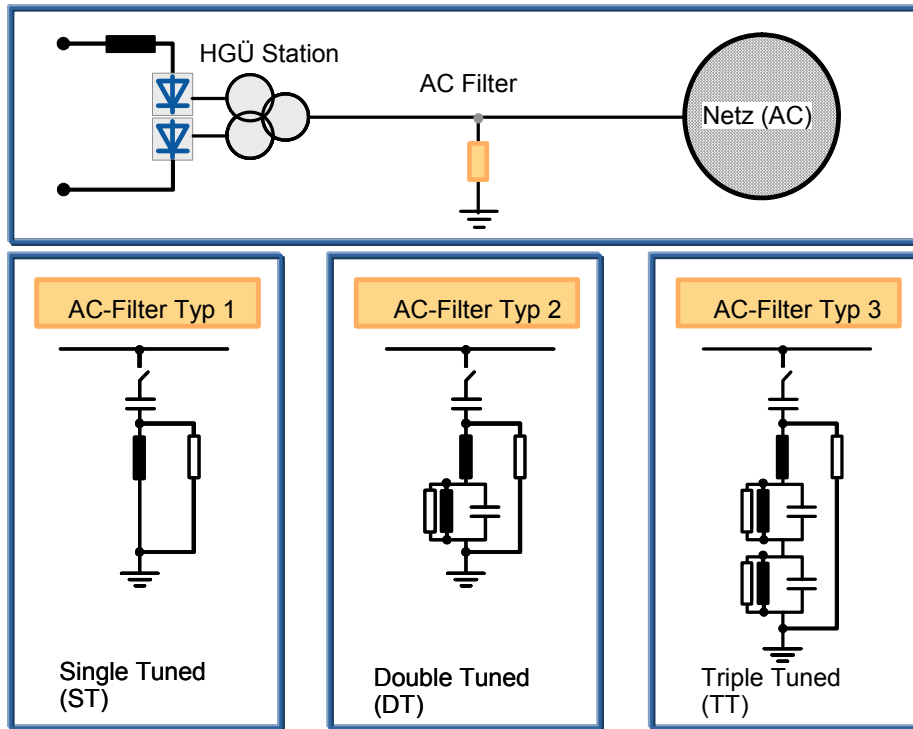 HGÜ Station
AC Filter
Netz (AC)
AC-Filter Typ 1
AC-Filter Typ 2
AC-Filter Typ 3
Single Tuned
(ST)
Double Tuned
(DT)
Triple Tuned
(TT)